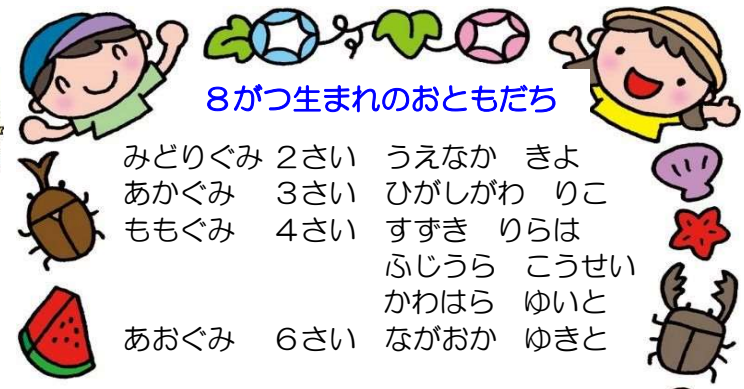 ８がつ生まれのおともだち
みどりぐみ ２さい　うえなか　きよ
あかぐみ　３さい　ひがしがわ　りこ
ももぐみ　４さい　すずき　りらは
ふじうら　こうせい
かわはら　ゆいと
あおぐみ　６さい　ながおか　ゆきと